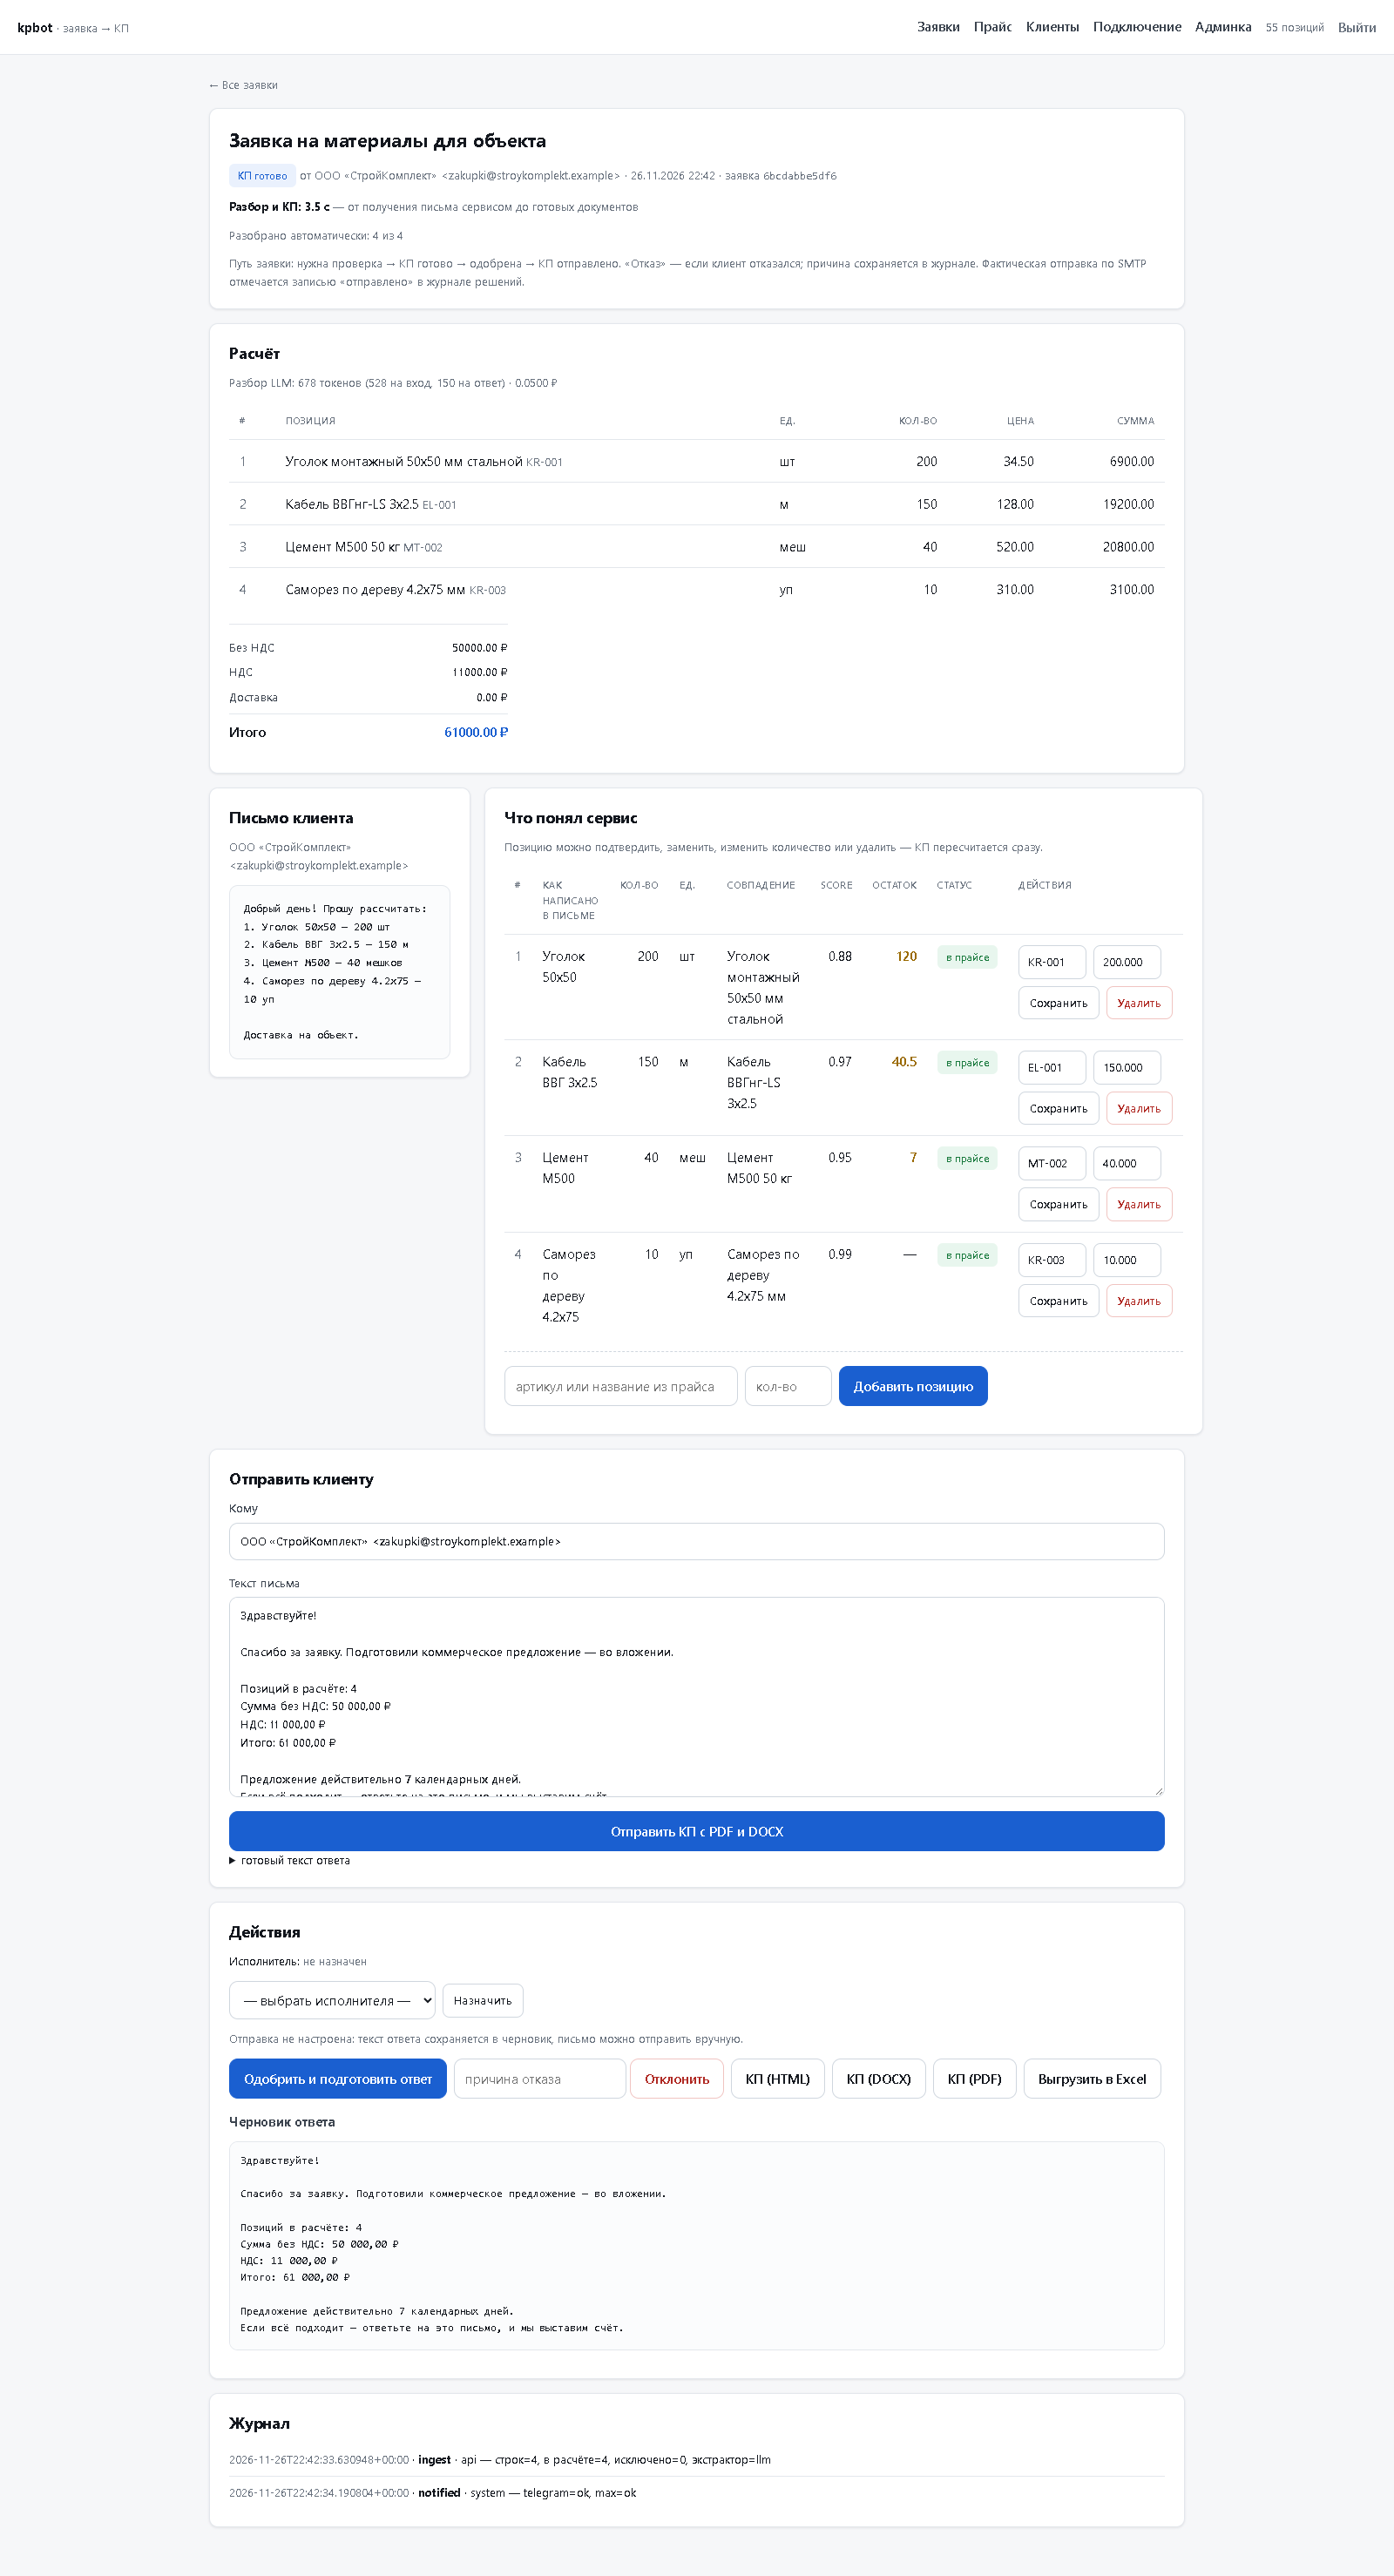 kpbot · заявка → КП
Заявки Прайс Клиенты Подключение Админка 55 позиций Выйти
← Все заявки
Заявка на материалы для объекта
КП готово от ООО «СтройКомплект» <zakupki@stroykomplekt.example> · 26.11.2026 22:42 · заявка 6bcdabbe5df6
Разбор и КП: 3.5 с — от получения письма сервисом до готовых документов
Разобрано автоматически: 4 из 4
Путь заявки: нужна проверка → КП готово → одобрена → КП отправлено. «Отказ» — если клиент отказался; причина сохраняется в журнале. Фактическая отправка по SMTP
отмечается записью «отправлено» в журнале решений.
Расчёт
Разбор LLM: 678 токенов (528 на вход, 150 на ответ) · 0.0500 ₽
# ПОЗИЦИЯ ЕД. КОЛ-ВО ЦЕНА СУММА
1 Уголок монтажный 50х50 мм стальной KR-001 шт 200 34.50 6900.00
2 Кабель ВВГнг-LS 3х2.5 EL-001 м 150 128.00 19200.00
3 Цемент М500 50 кг MT-002 меш 40 520.00 20800.00
4 Саморез по дереву 4.2х75 мм KR-003 уп 10 310.00 3100.00
Без НДС 50000.00 ₽
НДС 11000.00 ₽
Доставка 0.00 ₽
Итого 61000.00 ₽
Письмо клиента
ООО «СтройКомплект»
<zakupki@stroykomplekt.example>
Добрый день! Прошу рассчитать:
1. Уголок 50х50 — 200 шт
2. Кабель ВВГ 3х2.5 — 150 м
3. Цемент М500 — 40 мешков
4. Саморез по дереву 4.2х75 —
10 уп
Доставка на объект.
Что понял сервис
Позицию можно подтвердить, заменить, изменить количество или удалить — КП пересчитается сразу.
# КАК НАПИСАНО В ПИСЬМЕ КОЛ-ВО ЕД. СОВПАДЕНИЕ SCORE ОСТАТОК СТАТУС ДЕЙСТВИЯ
1 Уголок 50х50 200 шт Уголок монтажный 50х50 мм стальной 0.88 120 в прайсе KR-001 200.000
Сохранить Удалить
2 Кабель ВВГ 3х2.5 150 м Кабель ВВГнг-LS 3х2.5 0.97 40.5 в прайсе EL-001 150.000
Сохранить Удалить
3 Цемент М500 40 меш Цемент М500 50 кг 0.95 7 в прайсе MT-002 40.000
Сохранить Удалить
4 Саморез по дереву 4.2х75 10 уп Саморез по дереву 4.2х75 мм 0.99 — в прайсе KR-003 10.000
Сохранить Удалить
артикул или название из прайса кол-во Добавить позицию
Отправить клиенту
Кому
ООО «СтройКомплект» <zakupki@stroykomplekt.example>
Текст письма
Здравствуйте!
Спасибо за заявку. Подготовили коммерческое предложение — во вложении.
Позиций в расчёте: 4
Сумма без НДС: 50 000,00 ₽
НДС: 11 000,00 ₽
Итого: 61 000,00 ₽
Предложение действительно 7 календарных дней.
Если всё подходит — ответьте на это письмо, и мы выставим счёт.
Отправить КП с PDF и DOCX
▶ готовый текст ответа
Действия
Исполнитель: не назначен
— выбрать исполнителя — Назначить
Отправка не настроена: текст ответа сохраняется в черновик, письмо можно отправить вручную.
Одобрить и подготовить ответ причина отказа Отклонить КП (HTML) КП (DOCX) КП (PDF) Выгрузить в Excel
Черновик ответа
Здравствуйте!
Спасибо за заявку. Подготовили коммерческое предложение — во вложении.
Позиций в расчёте: 4
Сумма без НДС: 50 000,00 ₽
НДС: 11 000,00 ₽
Итого: 61 000,00 ₽
Предложение действительно 7 календарных дней.
Если всё подходит — ответьте на это письмо, и мы выставим счёт.
Журнал
2026-11-26T22:42:33.630948+00:00 · ingest · api — строк=4, в расчёте=4, исключено=0, экстрактор=llm
2026-11-26T22:42:34.190804+00:00 · notified · system — telegram=ok, max=ok